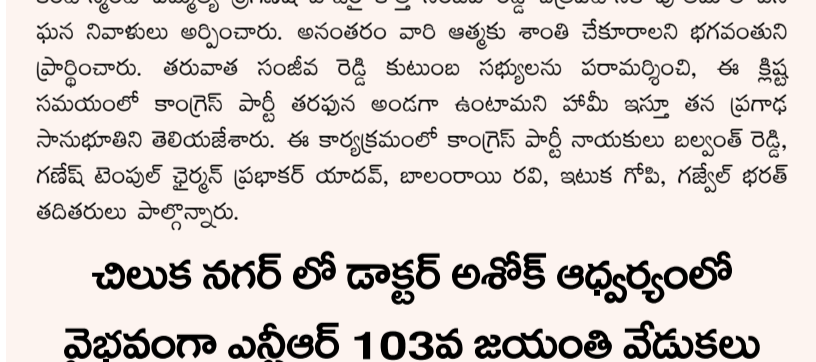 ఘన నివాళులు అర్పించారు. అనంతరం వారి ఆత్మకు శాంతి చేకూరాలని భగవంతుని
ప్రార్థించారు. తరువాత సంజీవ రెడ్డి కుటుంబ సభ్యులను పరామర్శించి, ఈ క్లిష్ట
సమయంలో కాంగ్రెస్ పార్టీ తరఫున అండగా ఉంటామని హామీ ఇస్తూ తన ప్రగాఢ
సానుభూతిని తెలియజేశారు. ఈ కార్యక్రమంలో కాంగ్రెస్ పార్టీ నాయకులు బల్వంత్ రెడ్డి,
గణేష్ టెంపుల్ ఛైర్మన్ ప్రభాకర్ యాదవ్, బాలంరాయి రవి, ఇటుక గోపి, గజ్వేల్ భరత్
తదితరులు పాల్గొన్నారు.
చిలుక నగర్ లో డాక్టర్ అశోక్ ఆధ్వర్యంలో
వైభవంగా ఎన్టీఆర్ 103వ జయంతి వేడుకలు